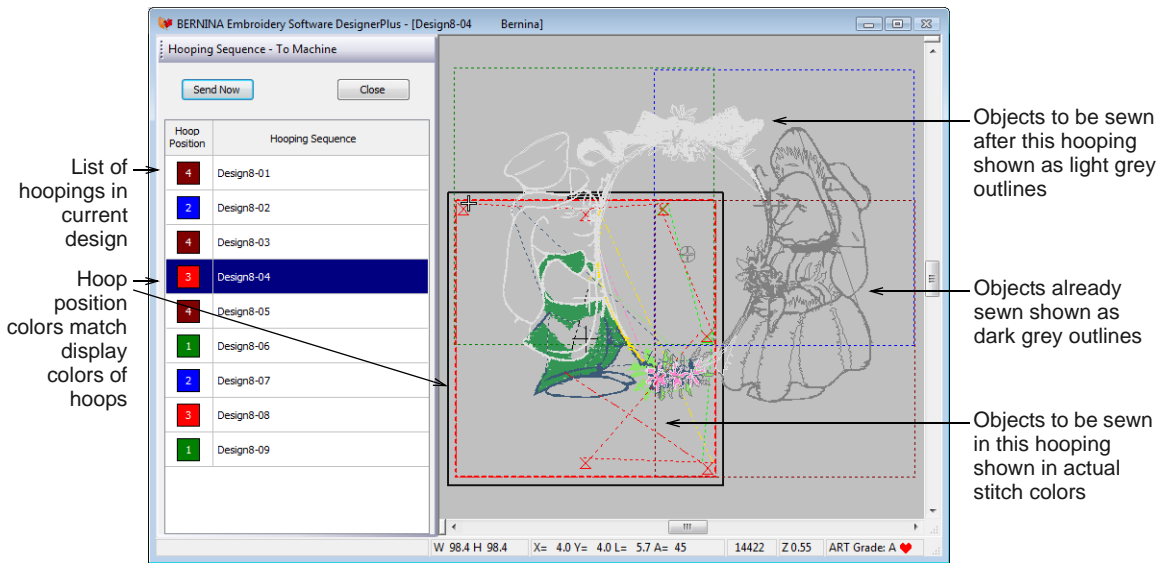 BERNINA Embroidery Software DesignerPlus - [Design8-04 Bernina]
Hooping Sequence - To Machine
Send Now
Close
Hoop
Position
Hooping Sequence
4 Design8-01
2 Design8-02
4 Design8-03
3 Design8-04
4 Design8-05
1 Design8-06
2 Design8-07
3 Design8-08
1 Design8-09
List of
hoopings in
current
design
Hoop
position
colors match
display
colors of
hoops
Objects to be sewn
after this hooping
shown as light grey
outlines
Objects already
sewn shown as
dark grey outlines
Objects to be sewn
in this hooping
shown in actual
stitch colors
W 98.4 H 98.4 X= 4.0 Y= 4.0 L= 5.7 A= 45 14422 Z 0.55 ART Grade: A